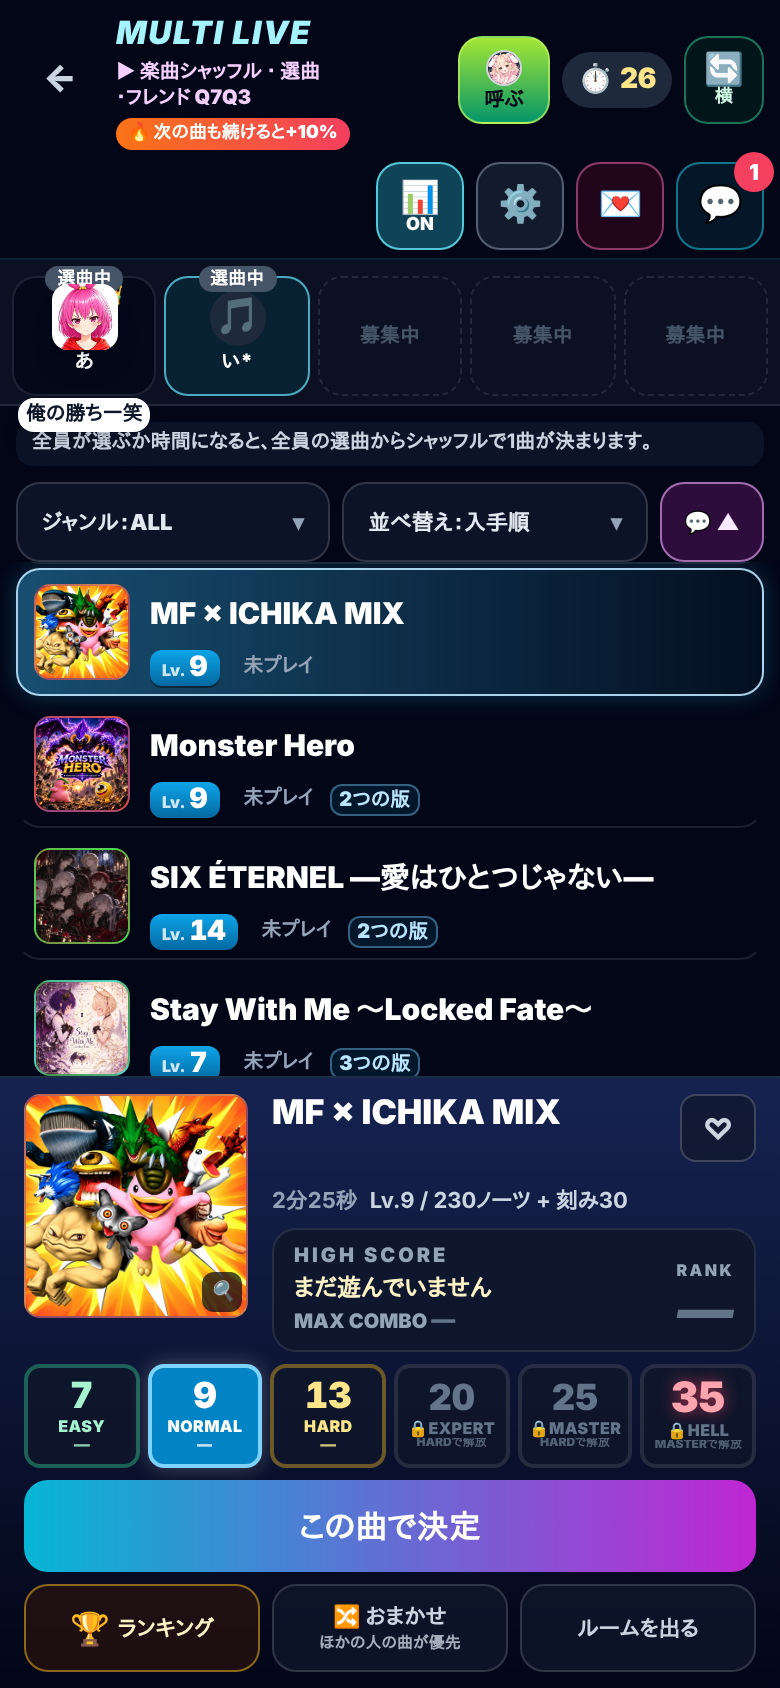 MULTI LIVE
▶ 楽曲シャッフル・選曲
・フレンド Q7Q3
🔥 次の曲も続けると+10%
呼ぶ
⏱ 26
横
ON
1
選曲中
あ
選曲中
い*
募集中
募集中
募集中
俺の勝ち一笑
全員が選ぶか時間になると、全員の選曲からシャッフルで1曲が決まります。
ジャンル:ALL ▼
並べ替え:入手順 ▼
💬 ▲
MF × ICHIKA MIX
Lv. 9 未プレイ
MONSTER HERO
Monster Hero
Lv. 9 未プレイ 2つの版
SIX ÉTERNEL —愛はひとつじゃない—
Lv. 14 未プレイ 2つの版
Stay With Me
Stay With Me 〜Locked Fate〜
Lv. 7 未プレイ 3つの版
MF × ICHIKA MIX
2分25秒 Lv.9 / 230ノーツ + 刻み30
HIGH SCORE
まだ遊んでいません
MAX COMBO —
RANK
—
7
EASY
—
9
NORMAL
—
13
HARD
—
20
🔒EXPERT
HARDで解放
25
🔒MASTER
HARDで解放
35
🔒HELL
MASTERで解放
この曲で決定
🏆 ランキング
🔀 おまかせ
ほかの人の曲が優先
ルームを出る